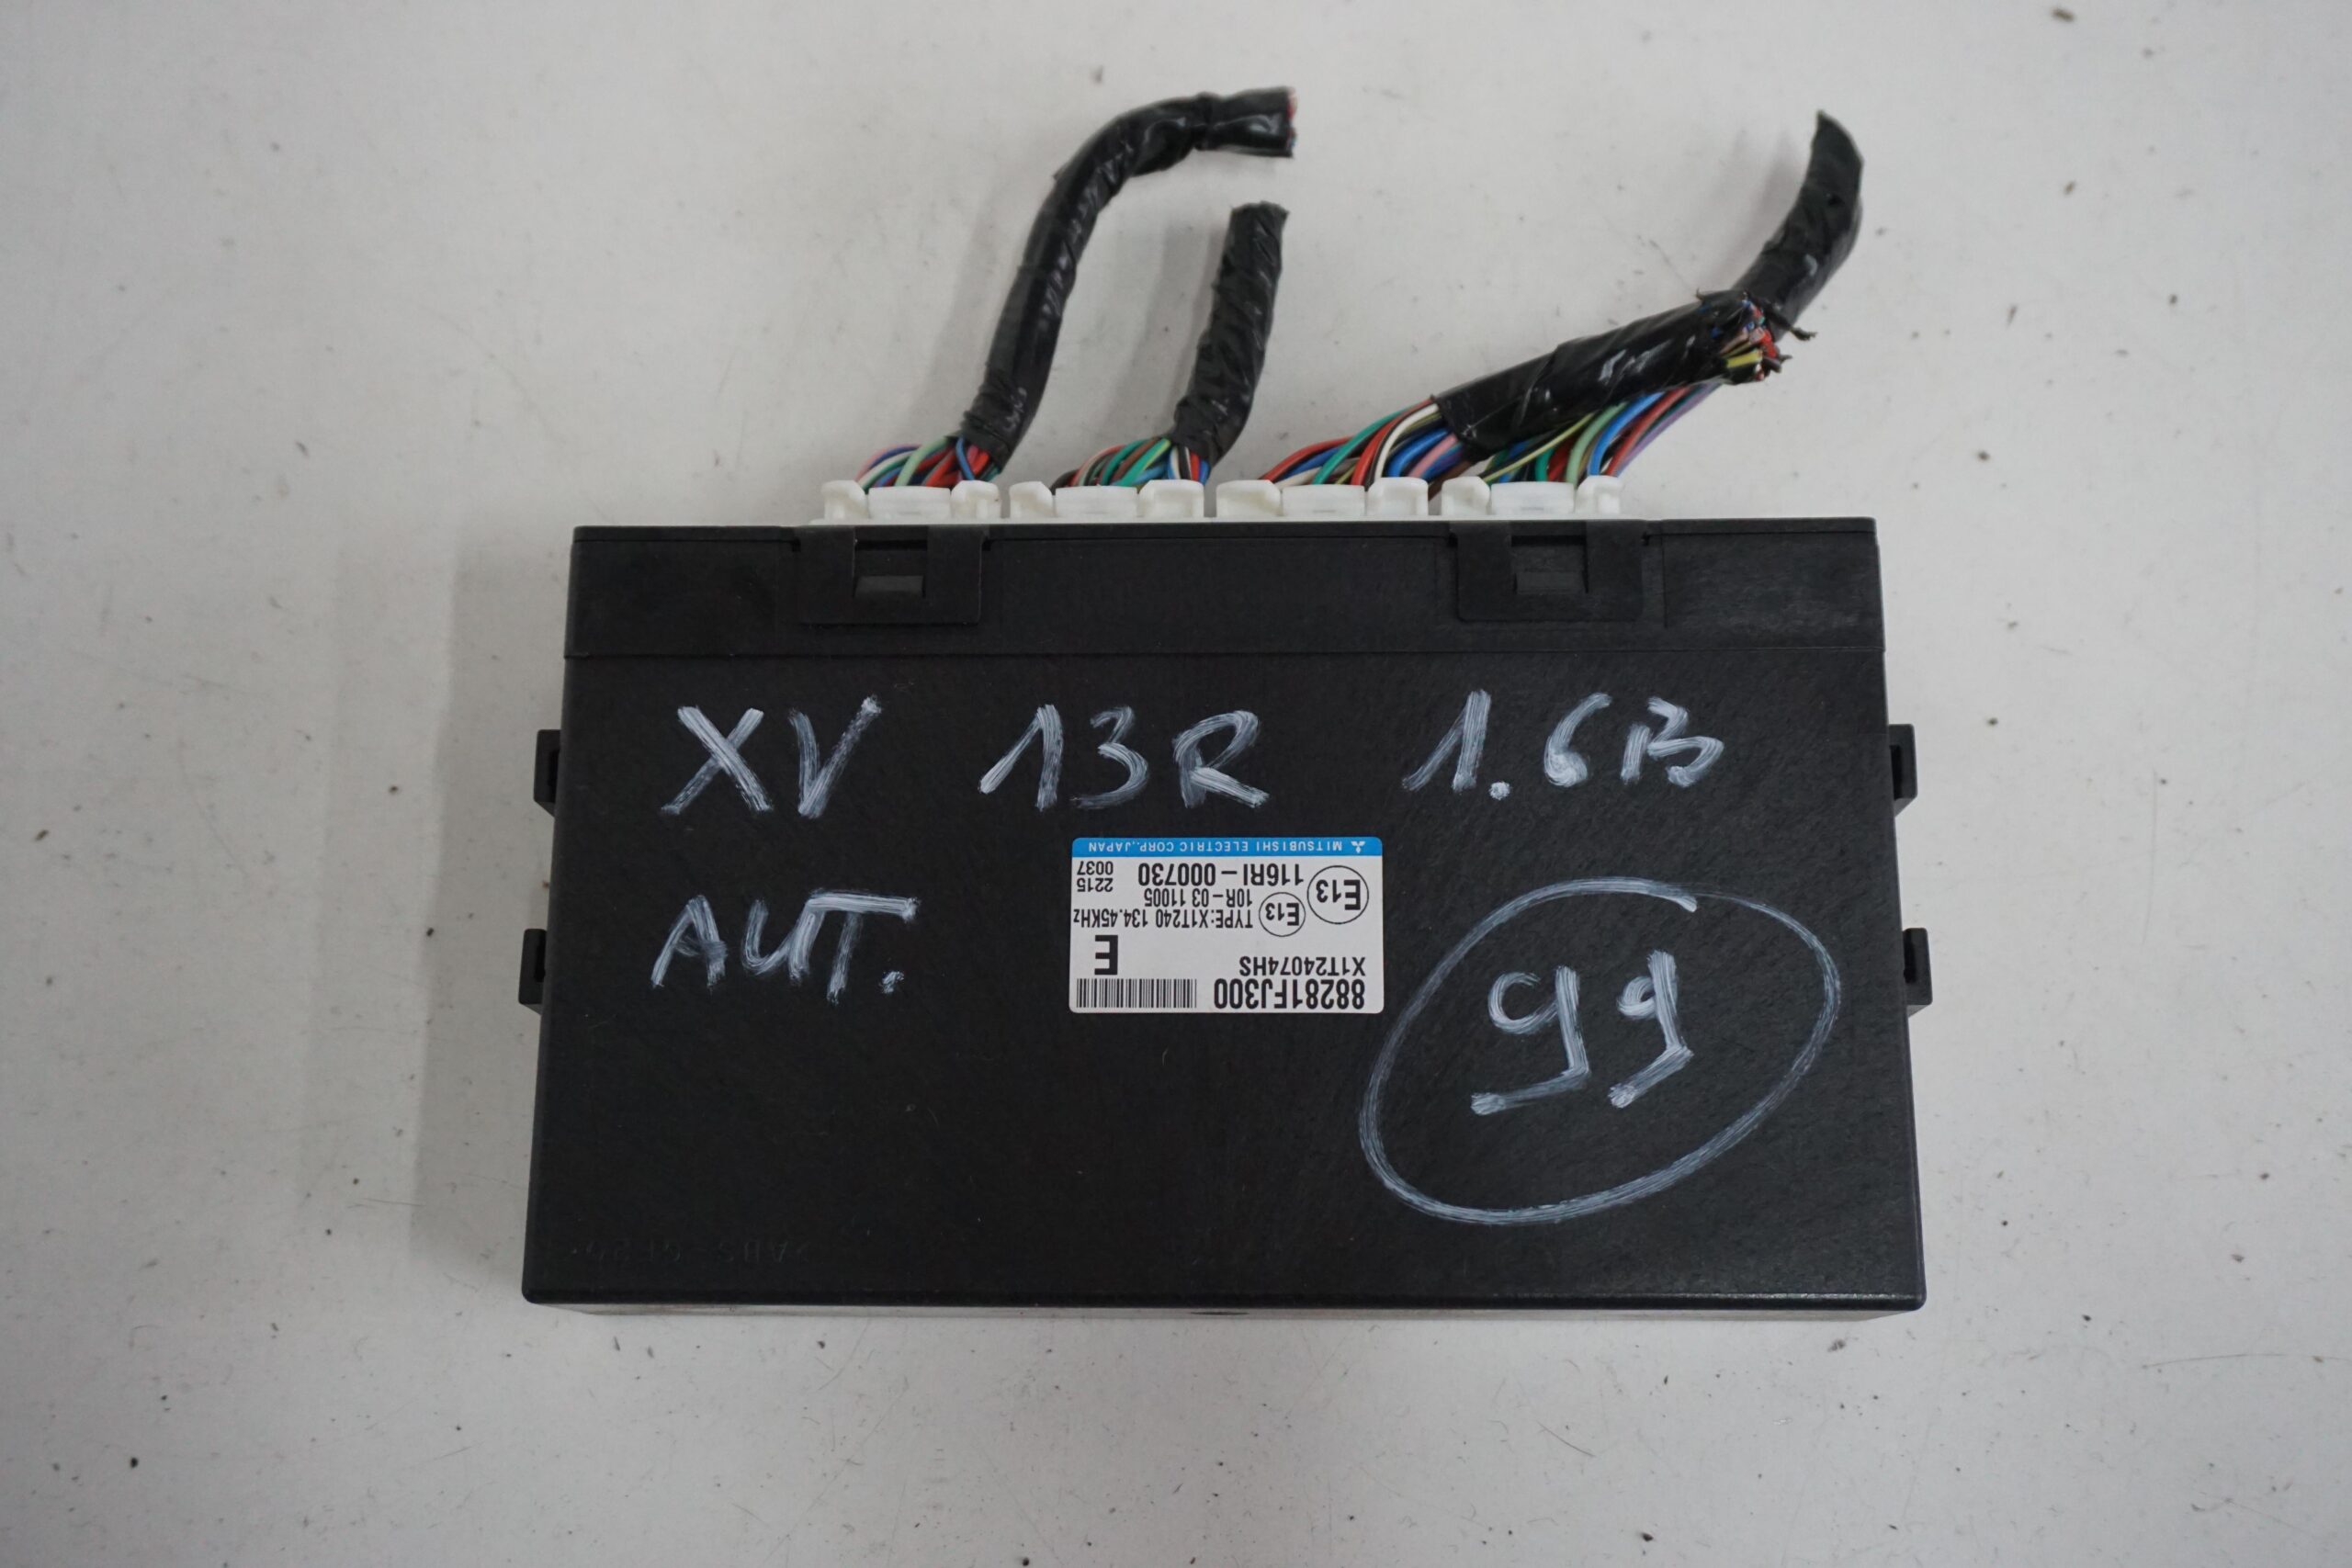 XV 13R 1.6B
AUT.
99
88281FJ300
X1T24074HS
E
TYPE:X1T240 134.45KHz
E13
10R-03 11005
E13
116RI-000730
2215
0037
MITSUBISHI ELECTRIC CORP.,JAPAN